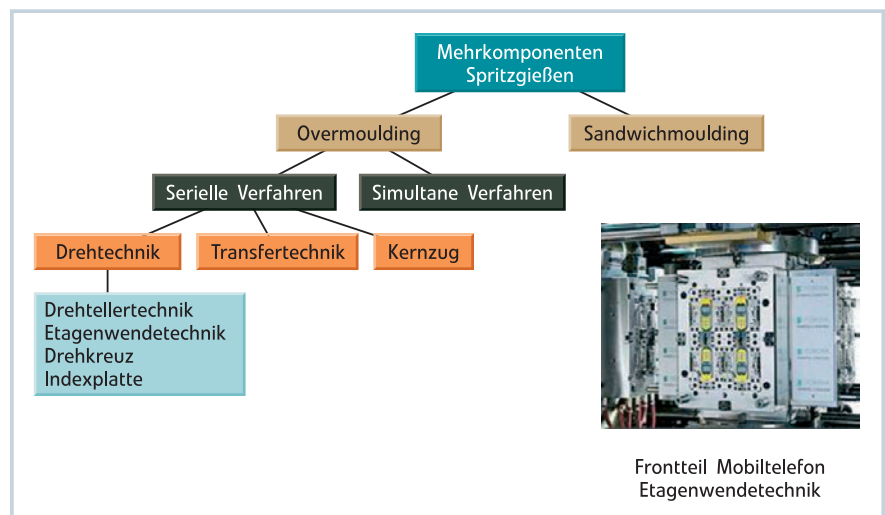 Mehrkomponenten
Spritzgießen
Overmoulding
Sandwichmoulding
Serielle Verfahren
Simultane Verfahren
Drehtechnik
Transfertechnik
Kernzug
Drehtellertechnik
Etagenwendetechnik
Drehkreuz
Indexplatte
Frontteil Mobiltelefon
Etagenwendetechnik